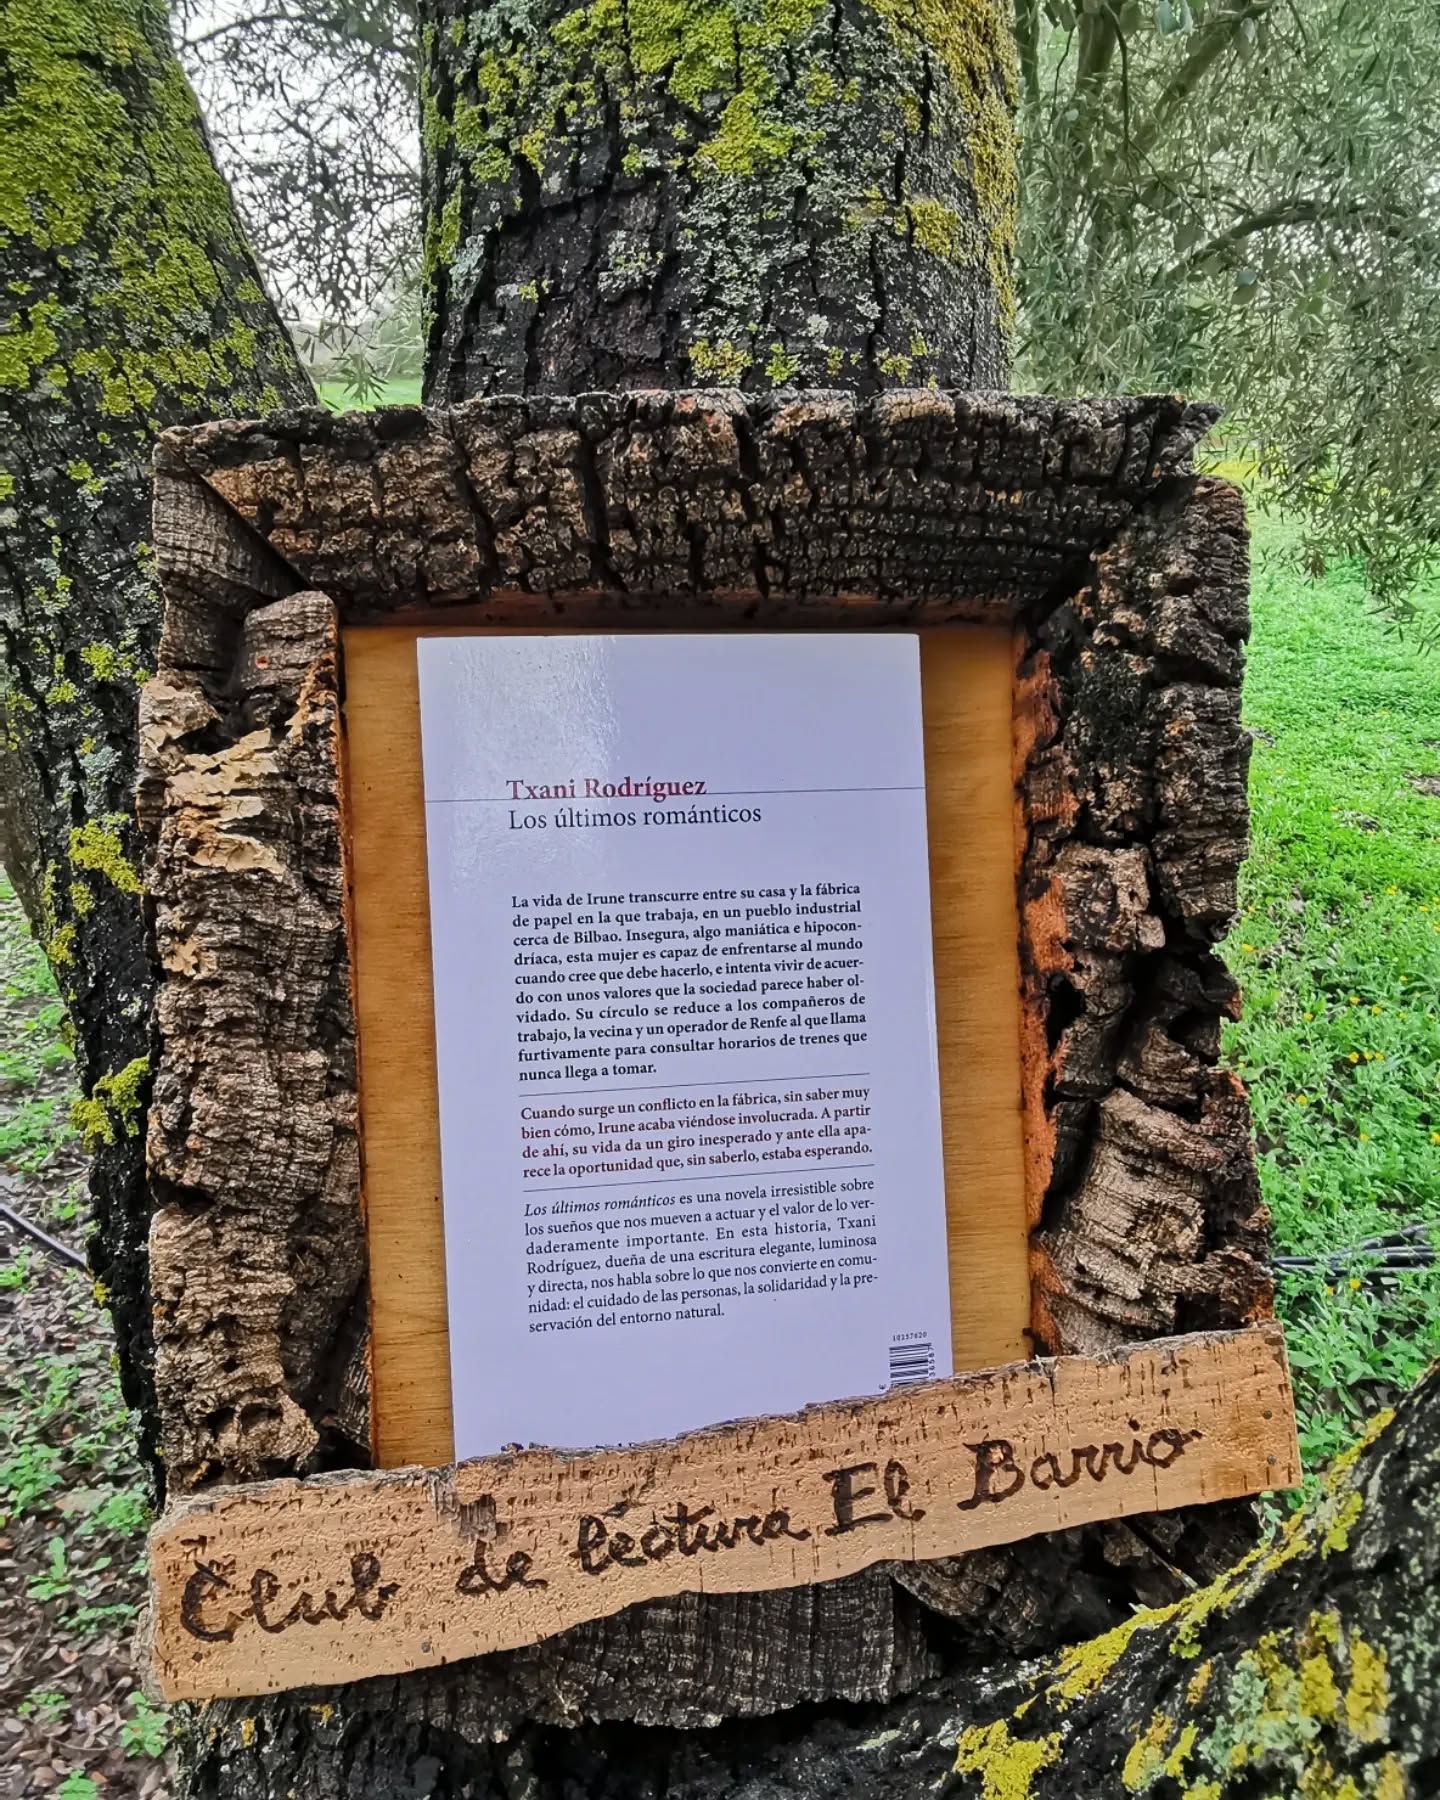 Txani Rodríguez
Los últimos románticos
La vida de Irune transcurre entre su casa y la fábrica
de papel en la que trabaja, en un pueblo industrial
cerca de Bilbao. Insegura, algo maniática e hipocon-
dríaca, esta mujer es capaz de enfrentarse al mundo
cuando cree que debe hacerlo, e intenta vivir de acuer-
do con unos valores que la sociedad parece haber ol-
vidado. Su círculo se reduce a los compañeros de
trabajo, la vecina y un operador de Renfe al que llama
furtivamente para consultar horarios de trenes que
nunca llega a tomar.
Cuando surge un conflicto en la fábrica, sin saber muy
bien cómo, Irune acaba viéndose involucrada. A partir
de ahí, su vida da un giro inesperado y ante ella apa-
rece la oportunidad que, sin saberlo, estaba esperando.
Los últimos románticos es una novela irresistible sobre
los sueños que nos mueven a actuar y el valor de lo ver-
daderamente importante. En esta historia, Txani
Rodríguez, dueña de una escritura elegante, luminosa
y directa, nos habla sobre lo que nos convierte en comu-
nidad: el cuidado de las personas, la solidaridad y la pre-
servación del entorno natural.
10257620
Club de lectura El Barrio